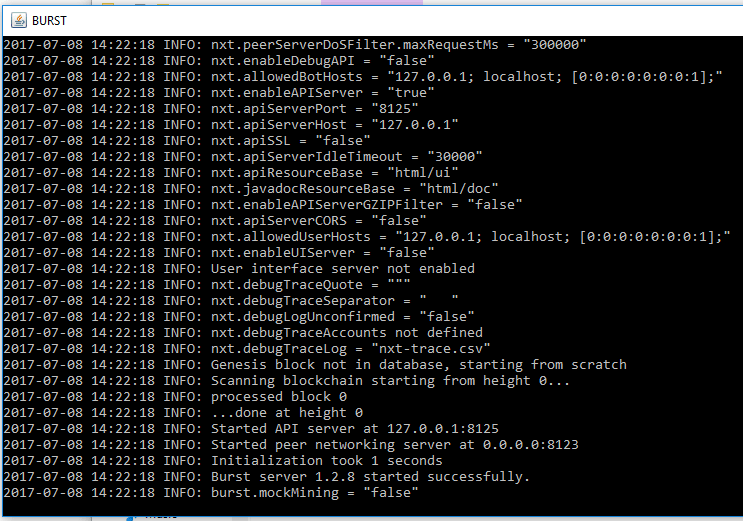 BURST
2017-07-08 14:22:18 INFO: nxt.peerServerDoSFilter.maxRequestMs = "300000"
2017-07-08 14:22:18 INFO: nxt.enableDebugAPI = "false"
2017-07-08 14:22:18 INFO: nxt.allowedBotHosts = "127.0.0.1; localhost; [0:0:0:0:0:0:0:1];"
2017-07-08 14:22:18 INFO: nxt.enableAPIServer = "true"
2017-07-08 14:22:18 INFO: nxt.apiServerPort = "8125"
2017-07-08 14:22:18 INFO: nxt.apiServerHost = "127.0.0.1"
2017-07-08 14:22:18 INFO: nxt.apiSSL = "false"
2017-07-08 14:22:18 INFO: nxt.apiServerIdleTimeout = "30000"
2017-07-08 14:22:18 INFO: nxt.apiResourceBase = "html/ui"
2017-07-08 14:22:18 INFO: nxt.javadocResourceBase = "html/doc"
2017-07-08 14:22:18 INFO: nxt.enableAPIServerGZIPFilter = "false"
2017-07-08 14:22:18 INFO: nxt.apiServerCORS = "false"
2017-07-08 14:22:18 INFO: nxt.allowedUserHosts = "127.0.0.1; localhost; [0:0:0:0:0:0:0:1];"
2017-07-08 14:22:18 INFO: nxt.enableUIServer = "false"
2017-07-08 14:22:18 INFO: User interface server not enabled
2017-07-08 14:22:18 INFO: nxt.debugTraceQuote = """
2017-07-08 14:22:18 INFO: nxt.debugTraceSeparator = "   "
2017-07-08 14:22:18 INFO: nxt.debugLogUnconfirmed = "false"
2017-07-08 14:22:18 INFO: nxt.debugTraceAccounts not defined
2017-07-08 14:22:18 INFO: nxt.debugTraceLog = "nxt-trace.csv"
2017-07-08 14:22:18 INFO: Genesis block not in database, starting from scratch
2017-07-08 14:22:18 INFO: Scanning blockchain starting from height 0...
2017-07-08 14:22:18 INFO: processed block 0
2017-07-08 14:22:18 INFO: ...done at height 0
2017-07-08 14:22:18 INFO: Started API server at 127.0.0.1:8125
2017-07-08 14:22:18 INFO: Started peer networking server at 0.0.0.0:8123
2017-07-08 14:22:18 INFO: Initialization took 1 seconds
2017-07-08 14:22:18 INFO: Burst server 1.2.8 started successfully.
2017-07-08 14:22:18 INFO: burst.mockMining = "false"